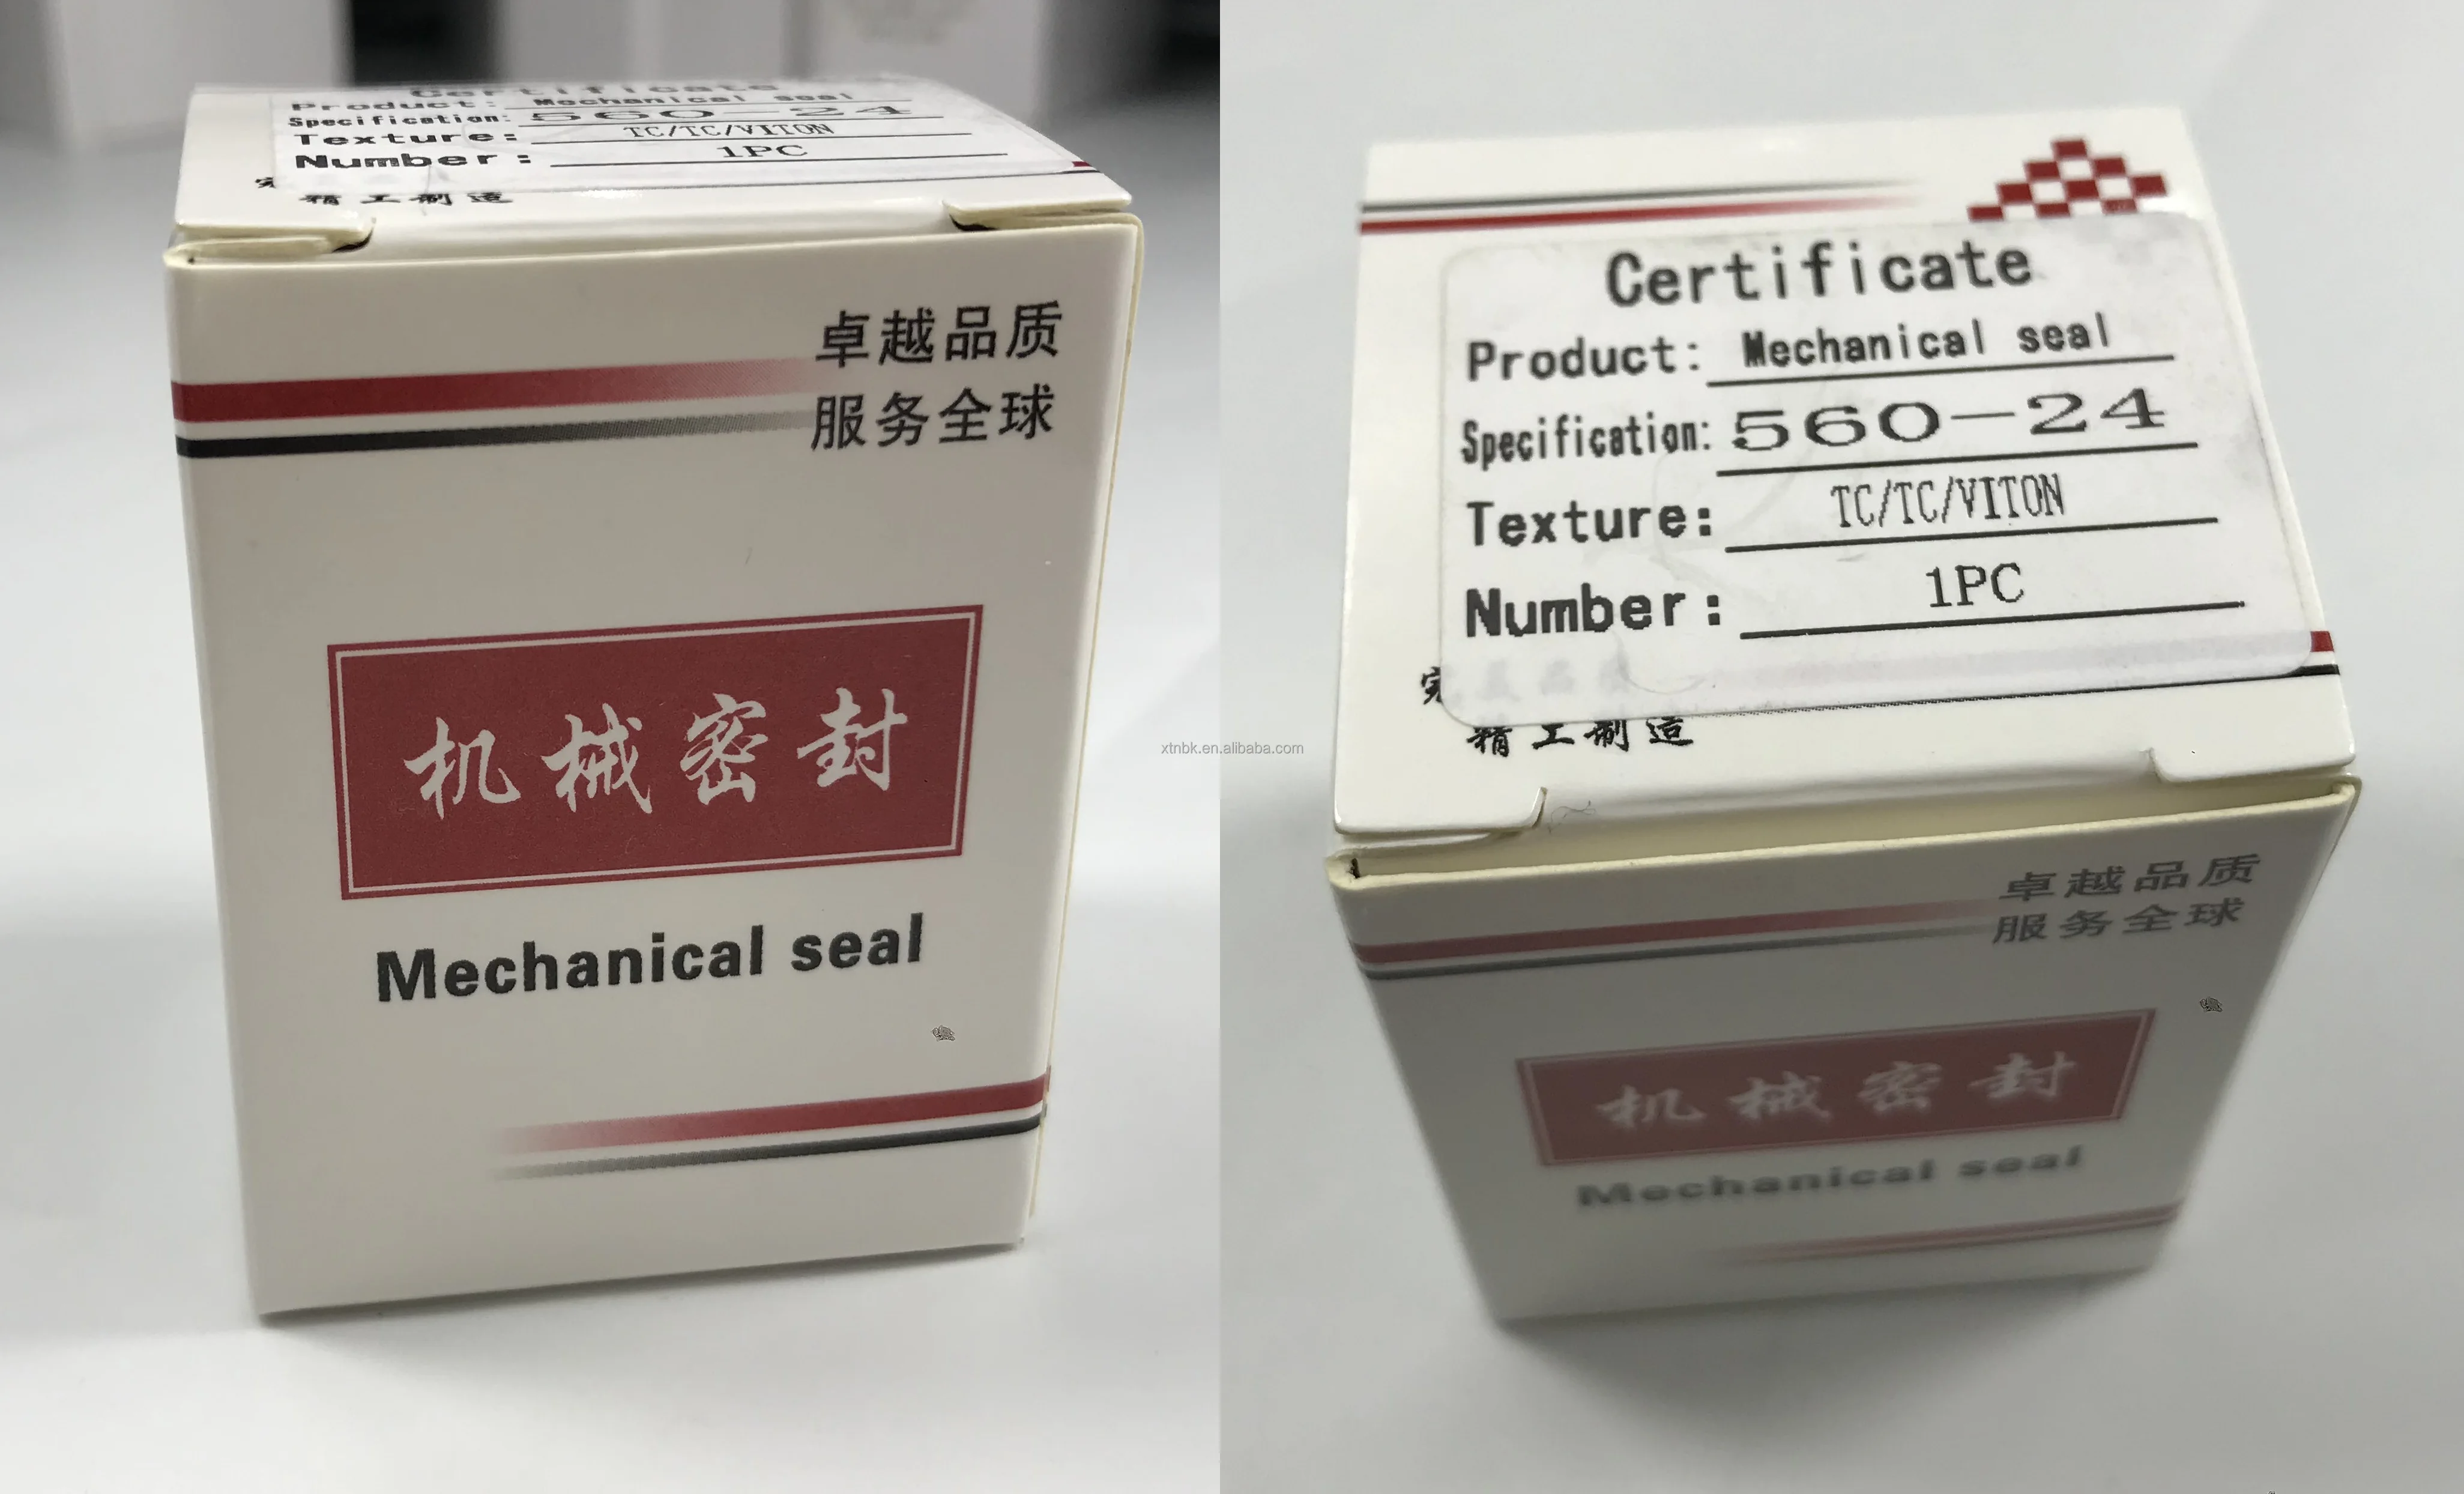 Certificate
Product: Mechanical seal
Specification: 560-24
Texture: TC/TC/VITON
Number: 1PC
精工制造
卓越品质
服务全球
机械密封
Mechanical seal
xtnbk.en.alibaba.com
Certificate
Product: Mechanical seal
Specification: 560-24
Texture: TC/TC/VITON
Number: 1PC
完美品
精工制造
卓越品质
服务全球
机械密封
Mechanical seal